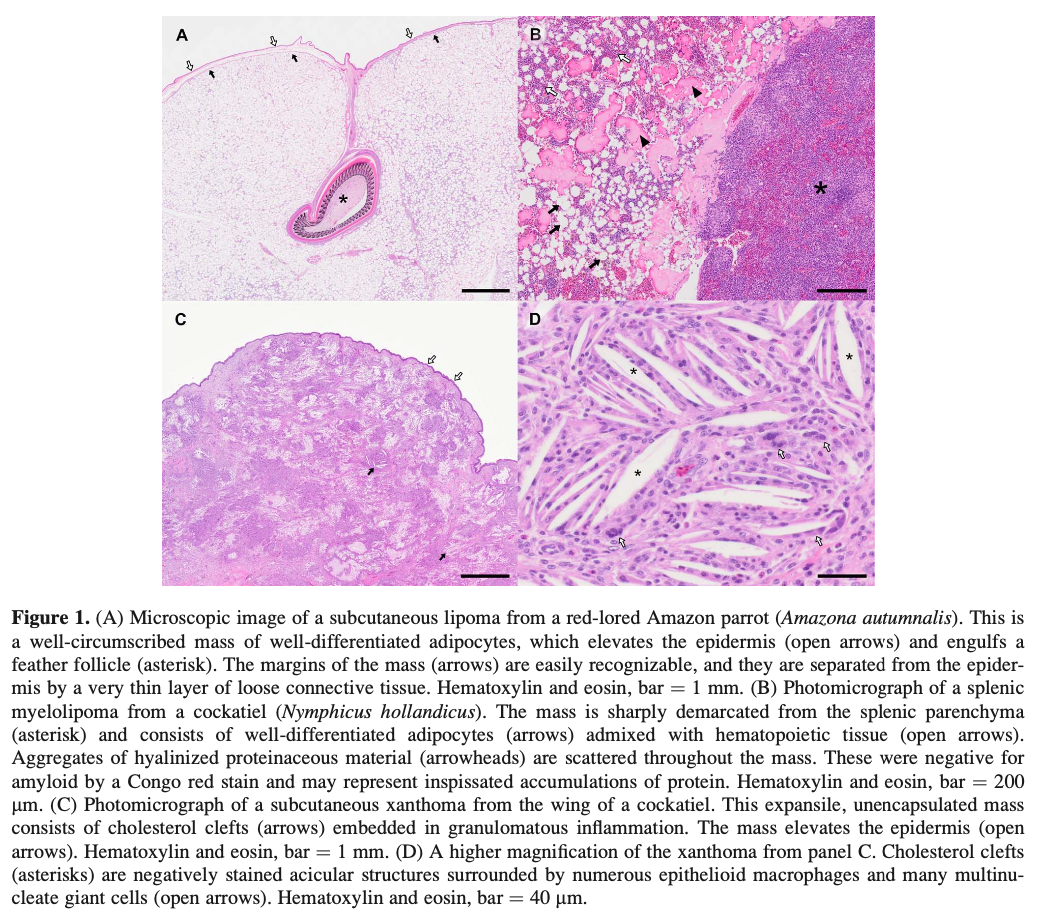 A
B
*
*
C
D
*
*
*
Figure 1. (A) Microscopic image of a subcutaneous lipoma from a red-lored Amazon parrot (Amazona autumnalis). This is
a well-circumscribed mass of well-differentiated adipocytes, which elevates the epidermis (open arrows) and engulfs a
feather follicle (asterisk). The margins of the mass (arrows) are easily recognizable, and they are separated from the epider-
mis by a very thin layer of loose connective tissue. Hematoxylin and eosin, bar = 1 mm. (B) Photomicrograph of a splenic
myelolipoma from a cockatiel (Nymphicus hollandicus). The mass is sharply demarcated from the splenic parenchyma
(asterisk) and consists of well-differentiated adipocytes (arrows) admixed with hematopoietic tissue (open arrows).
Aggregates of hyalinized proteinaceous material (arrowheads) are scattered throughout the mass. These were negative for
amyloid by a Congo red stain and may represent inspissated accumulations of protein. Hematoxylin and eosin, bar = 200
μm. (C) Photomicrograph of a subcutaneous xanthoma from the wing of a cockatiel. This expansile, unencapsulated mass
consists of cholesterol clefts (arrows) embedded in granulomatous inflammation. The mass elevates the epidermis (open
arrows). Hematoxylin and eosin, bar = 1 mm. (D) A higher magnification of the xanthoma from panel C. Cholesterol clefts
(asterisks) are negatively stained acicular structures surrounded by numerous epithelioid macrophages and many multinu-
cleate giant cells (open arrows). Hematoxylin and eosin, bar = 40 μm.